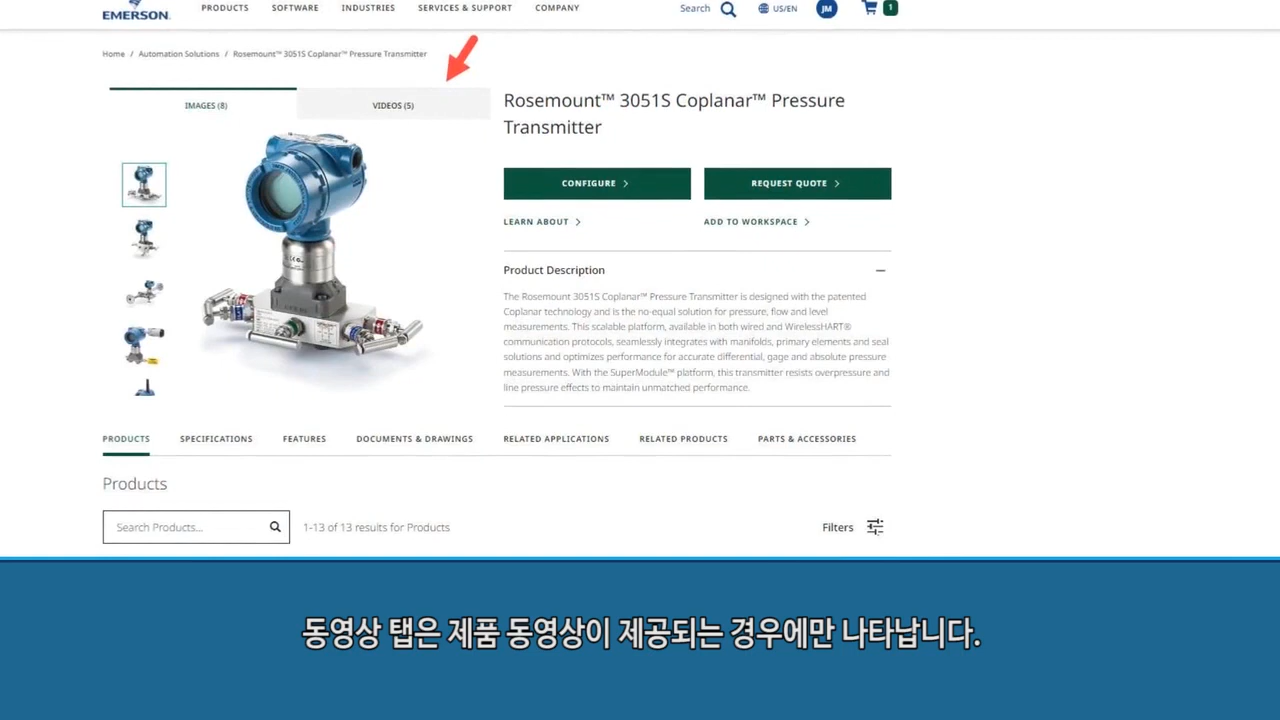 EMERSON.
PRODUCTS SOFTWARE INDUSTRIES SERVICES & SUPPORT COMPANY
Search US/EN JM 1
Home / Automation Solutions / Rosemount™ 3051S Coplanar™ Pressure Transmitter
IMAGES (8)
VIDEOS (5)
Rosemount™ 3051S Coplanar™ Pressure
Transmitter
CONFIGURE
REQUEST QUOTE
LEARN ABOUT
ADD TO WORKSPACE
Product Description
The Rosemount 3051S Coplanar™ Pressure Transmitter is designed with the patented
Coplanar technology and is the no-equal solution for pressure, flow and level
measurements. This scalable platform, available in both wired and WirelessHART®
communication protocols, seamlessly integrates with manifolds, primary elements and seal
solutions and optimizes performance for accurate differential, gage and absolute pressure
measurements. With the SuperModule™ platform, this transmitter resists overpressure and
line pressure effects to maintain unmatched performance.
PRODUCTS SPECIFICATIONS FEATURES DOCUMENTS & DRAWINGS RELATED APPLICATIONS RELATED PRODUCTS PARTS & ACCESSORIES
Products
Search Products...
1-13 of 13 results for Products
Filters
동영상 탭은 제품 동영상이 제공되는 경우에만 나타납니다.